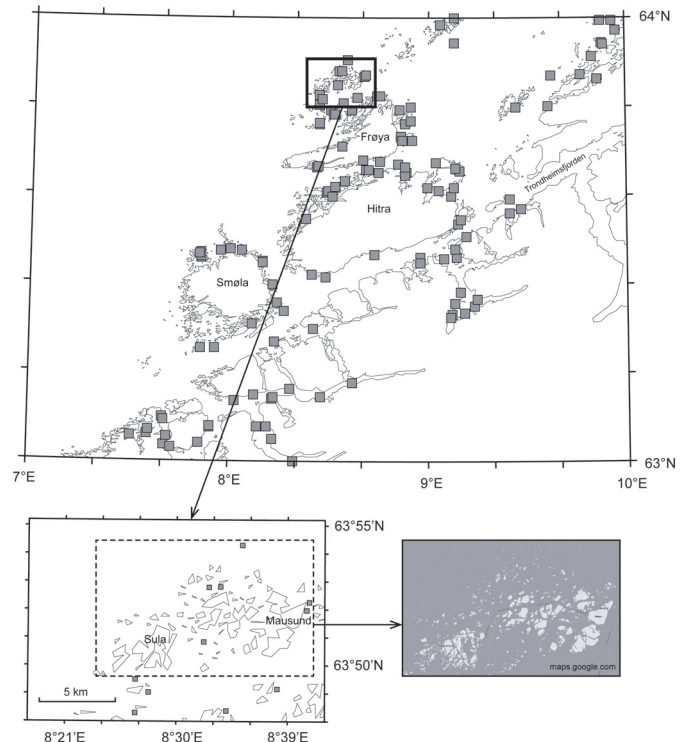 64°N
Frøya
Trondheimsfjorden
Hitra
Smøla
63°N
7°E
8°E
9°E
10°E
63°55'N
Mausund
Sula
63°50'N
maps.google.com
5 km
8°21'E
8°30'E
8°39'E